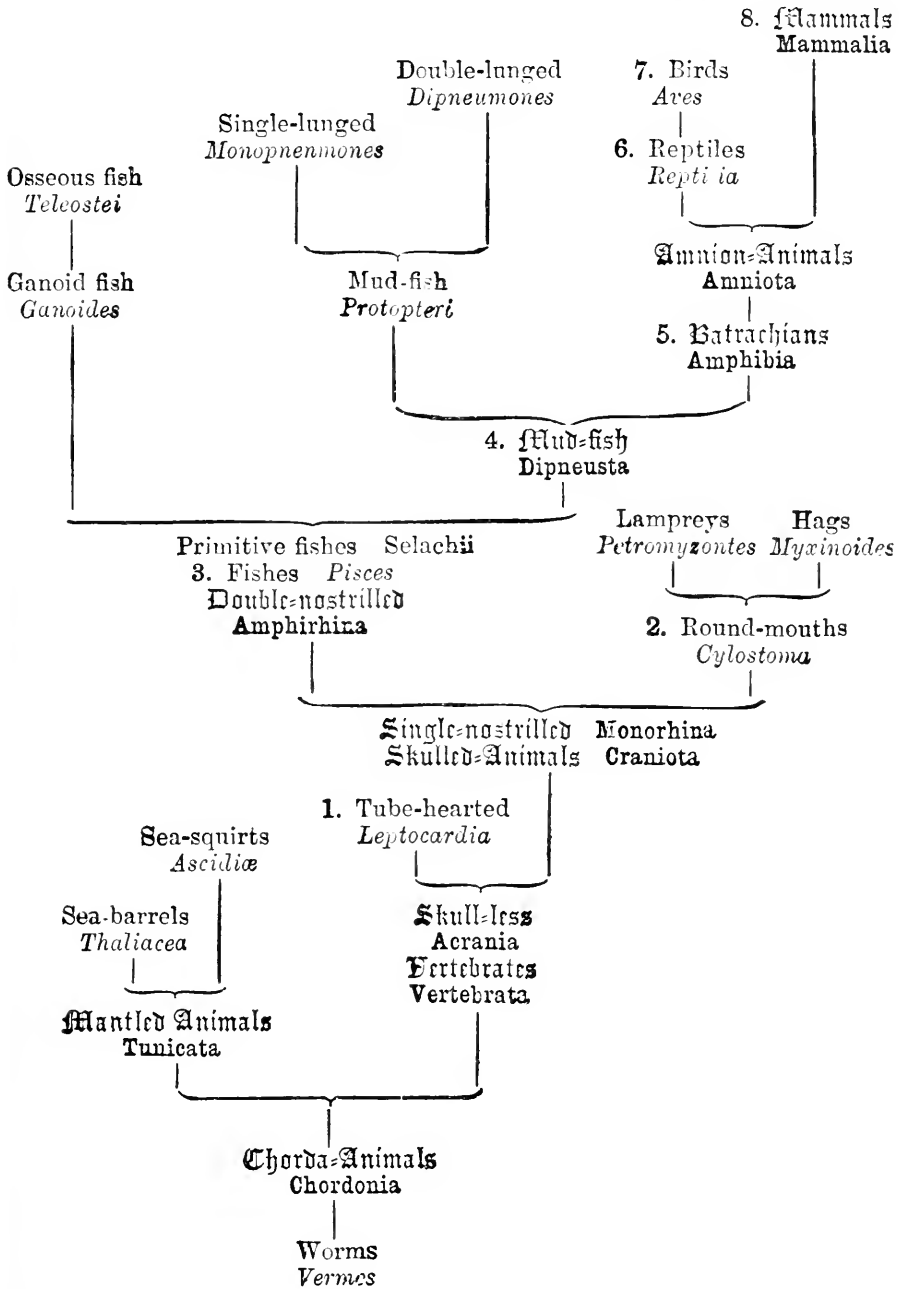 8. Mammals
Mammalia
Double-lunged
Dipneumones
7. Birds
Aves
Single-lunged
Monopnenmones
6. Reptiles
Repti ia
Osseous fish
Teleostei
Amnion-Animals
Amniota
Ganoid fish
Ganoides
Mud-fish
Protopteri
5. Batrachians
Amphibia
4. Mud-fish
Dipneusta
Lampreys
Petromyzontes
Hags
Myxinoides
Primitive fishes Selachii
3. Fishes Pisces
Double-nostrilled
Amphirhina
2. Round-mouths
Cylostoma
Single-nostrilled Monorhina
Skulled-Animals Craniota
1. Tube-hearted
Leptocardia
Sea-squirts
Ascidiæ
Sea-barrels
Thaliacea
Skull-less
Acrania
Vertebrates
Vertebrata
Mantled Animals
Tunicata
Chorda-Animals
Chordonia
Worms
Vermes